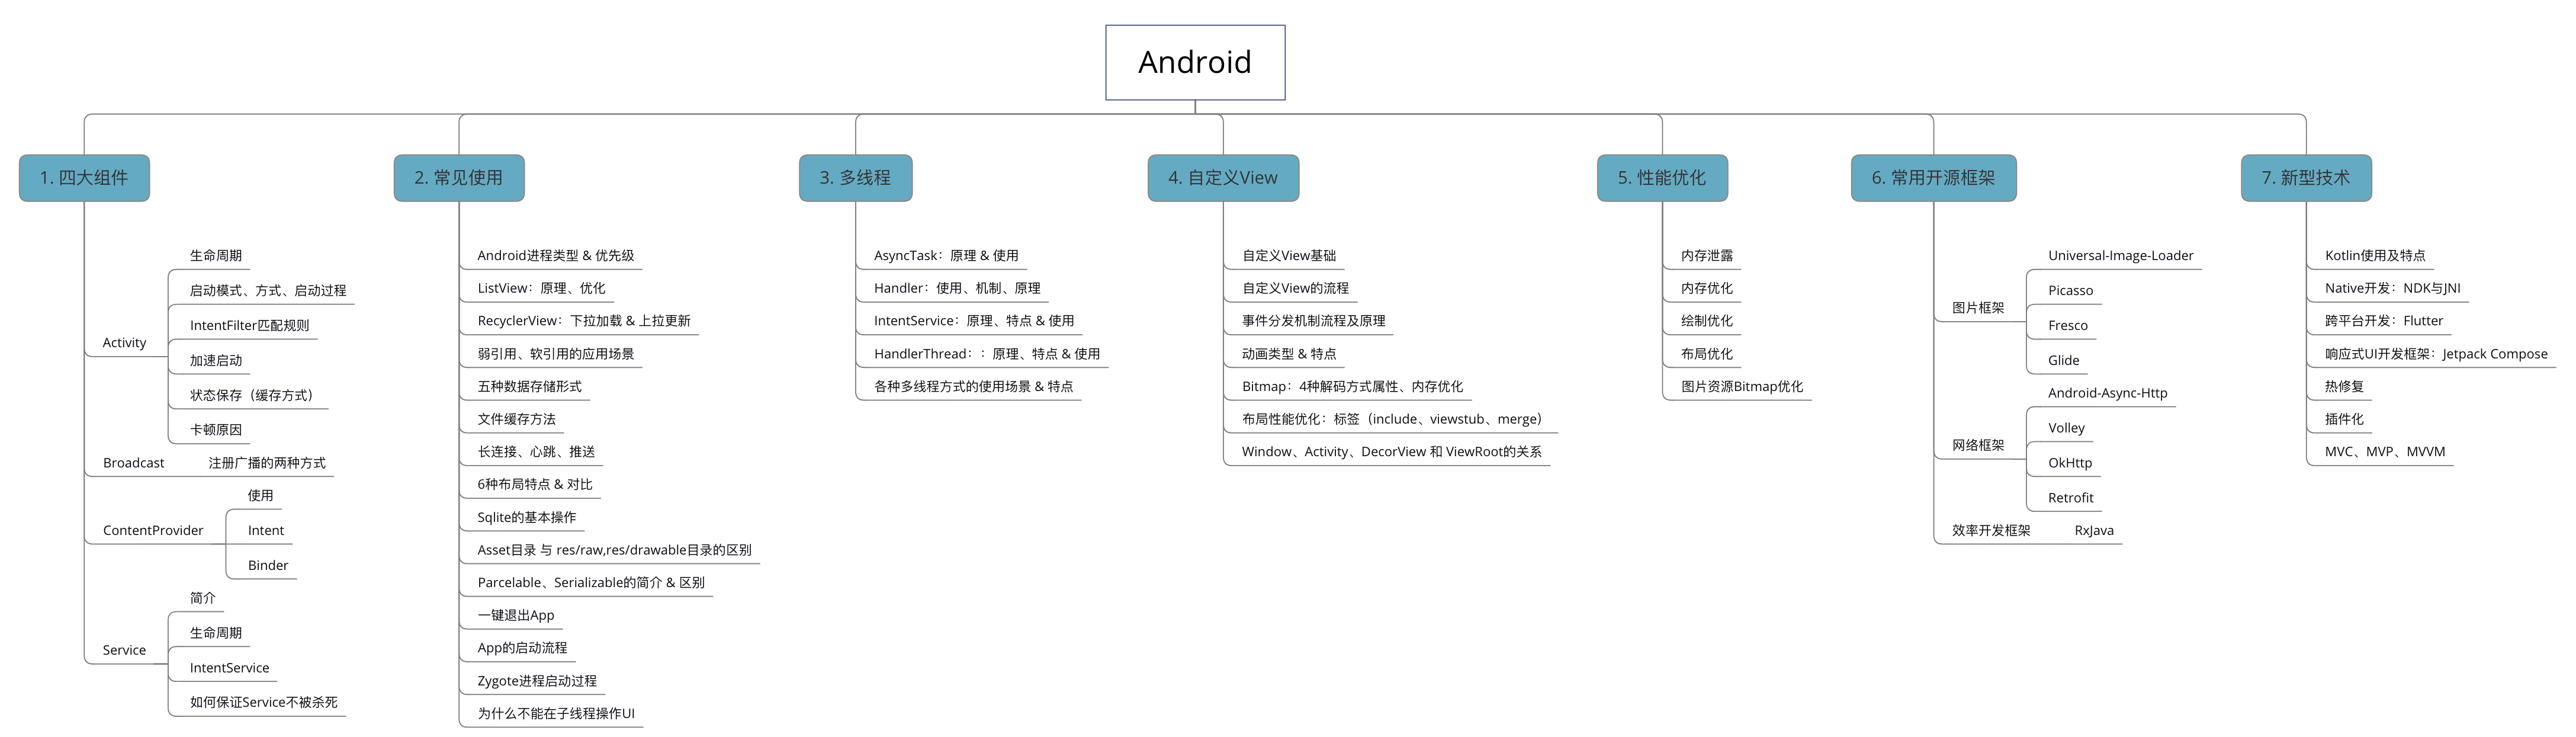 Android
1. 四大组件
Activity
生命周期
启动模式、方式、启动过程
IntentFilter匹配规则
加速启动
状态保存（缓存方式）
卡顿原因
Broadcast
注册广播的两种方式
ContentProvider
使用
Intent
Binder
Service
简介
生命周期
IntentService
如何保证Service不被杀死
2. 常见使用
Android进程类型 & 优先级
ListView：原理、优化
RecyclerView：下拉加载 & 上拉更新
弱引用、软引用的应用场景
五种数据存储形式
文件缓存方法
长连接、心跳、推送
6种布局特点 & 对比
Sqlite的基本操作
Asset目录 与 res/raw,res/drawable目录的区别
Parcelable、Serializable的简介 & 区别
一键退出App
App的启动流程
Zygote进程启动过程
为什么不能在子线程操作UI
3. 多线程
AsyncTask：原理 & 使用
Handler：使用、机制、原理
IntentService：原理、特点 & 使用
HandlerThread：：原理、特点 & 使用
各种多线程方式的使用场景 & 特点
4. 自定义View
自定义View基础
自定义View的流程
事件分发机制流程及原理
动画类型 & 特点
Bitmap：4种解码方式属性、内存优化
布局性能优化：标签（include、viewstub、merge）
Window、Activity、DecorView 和 ViewRoot的关系
5. 性能优化
内存泄露
内存优化
绘制优化
布局优化
图片资源Bitmap优化
6. 常用开源框架
图片框架
Universal-Image-Loader
Picasso
Fresco
Glide
网络框架
Android-Async-Http
Volley
OkHttp
Retrofit
效率开发框架
RxJava
7. 新型技术
Kotlin使用及特点
Native开发：NDK与JNI
跨平台开发：Flutter
响应式UI开发框架：Jetpack Compose
热修复
插件化
MVC、MVP、MVVM